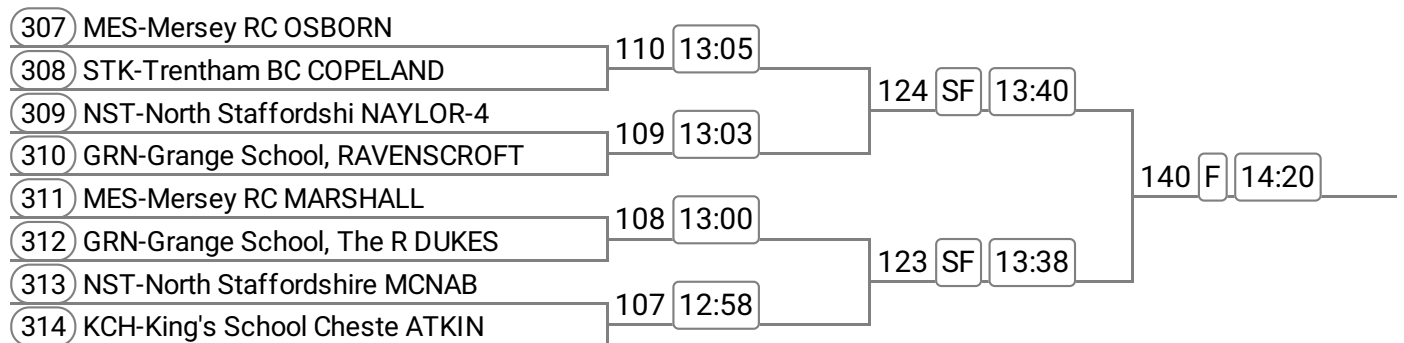 307 MES-Mersey RC OSBORN
308 STK-Trentham BC COPELAND
110 13:05
309 NST-North Staffordshi NAYLOR-4
310 GRN-Grange School, RAVENSCROFT
109 13:03
124 SF 13:40
311 MES-Mersey RC MARSHALL
312 GRN-Grange School, The R DUKES
108 13:00
313 NST-North Staffordshire MCNAB
314 KCH-King's School Cheste ATKIN
107 12:58
123 SF 13:38
140 F 14:20